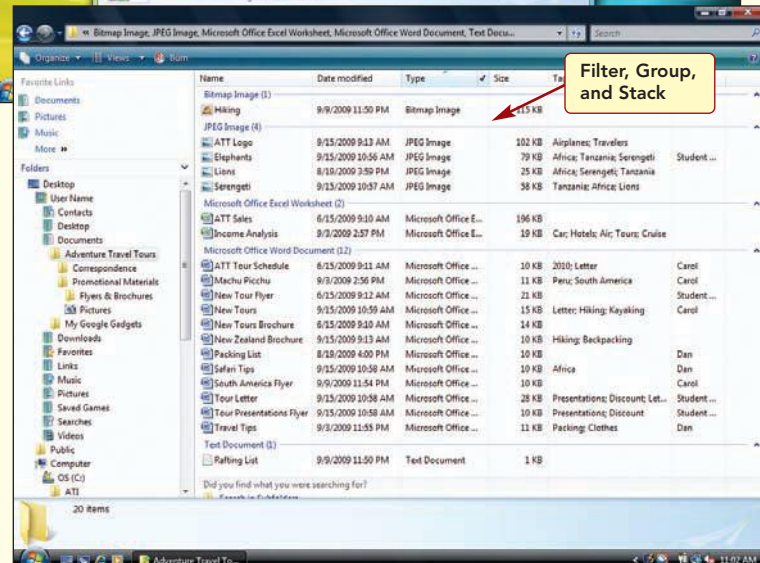 « Bitmap Image, JPEG Image, Microsoft Office Excel Worksheet, Microsoft Office Word Document, Text Docu...
Search
Organize Views Burn
Filter, Group,
and Stack
Favorite Links
Documents
Pictures
Music
More »
Folders
Desktop
User Name
Contacts
Desktop
Documents
Adventure Travel Tours
Correspondence
Promotional Materials
Flyers & Brochures
Pictures
My Google Gadgets
Downloads
Favorites
Links
Music
Pictures
Saved Games
Searches
Videos
Public
Computer
OS (C:)
ATI
Name Date modified Type Size
Bitmap Image (1)
Hiking 9/9/2009 11:50 PM Bitmap Image 115 KB
JPEG Image (4)
ATT Logo 9/15/2009 9:13 AM JPEG Image 102 KB Airplanes; Travelers
Elephants 9/15/2009 10:56 AM JPEG Image 79 KB Africa; Tanzania; Serengeti Student ...
Lions 8/19/2009 3:59 PM JPEG Image 25 KB Africa; Serengeti; Tanzania
Serengeti 9/15/2009 10:57 AM JPEG Image 58 KB Tanzania; Africa; Lions
Microsoft Office Excel Worksheet (2)
ATT Sales 6/15/2009 9:10 AM Microsoft Office E... 196 KB
Income Analysis 9/3/2009 2:57 PM Microsoft Office E... 19 KB Car; Hotels; Air; Tours; Cruise
Microsoft Office Word Document (12)
ATT Tour Schedule 6/15/2009 9:11 AM Microsoft Office ... 10 KB 2010; Letter Carol
Machu Picchu 9/3/2009 2:56 PM Microsoft Office ... 11 KB Peru; South America Carol
New Tour Flyer 6/15/2009 9:12 AM Microsoft Office ... 21 KB Student ...
New Tours 9/15/2009 10:59 AM Microsoft Office ... 15 KB Letter; Hiking; Kayaking Carol
New Tours Brochure 6/15/2009 9:10 AM Microsoft Office ... 14 KB
New Zealand Brochure 9/15/2009 9:13 AM Microsoft Office ... 10 KB Hiking; Backpacking
Packing List 8/19/2009 4:00 PM Microsoft Office ... 10 KB Dan
Safari Tips 9/15/2009 10:58 AM Microsoft Office ... 10 KB Africa Dan
South America Flyer 9/9/2009 11:54 PM Microsoft Office ... 10 KB Carol
Tour Letter 9/15/2009 10:58 AM Microsoft Office ... 28 KB Presentations; Discount; Let... Student ...
Tour Presentations Flyer 9/15/2009 10:58 AM Microsoft Office ... 10 KB Presentations; Discount Student ...
Travel Tips 9/3/2009 11:55 PM Microsoft Office ... 11 KB Packing; Clothes Dan
Text Document (1)
Rafting List 9/9/2009 11:50 PM Text Document 1 KB
Did you find what you were searching for?
Search in Subfolders
20 items
Adventure Travel To...
11:02 AM